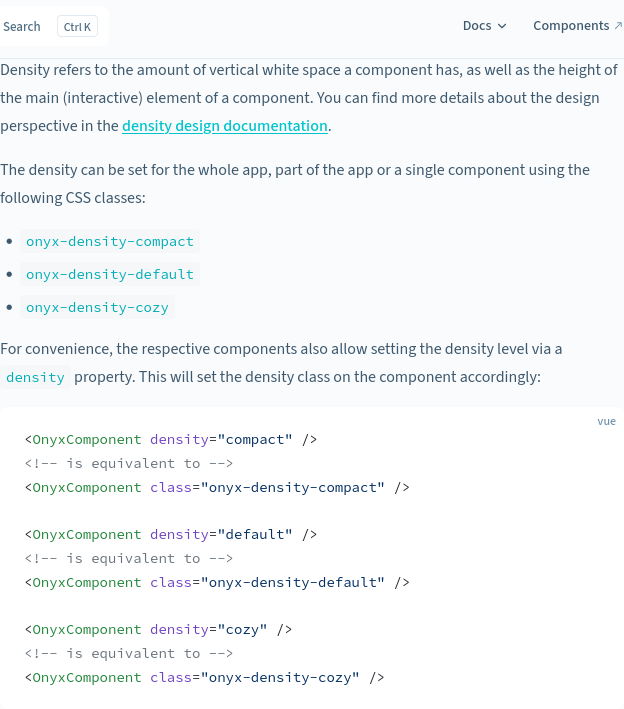 Search Ctrl K Docs Components ↗
Density refers to the amount of vertical white space a component has, as well as the height of
the main (interactive) element of a component. You can find more details about the design
perspective in the density design documentation.
The density can be set for the whole app, part of the app or a single component using the
following CSS classes:
• onyx-density-compact
• onyx-density-default
• onyx-density-cozy
For convenience, the respective components also allow setting the density level via a
density property. This will set the density class on the component accordingly:
vue
<OnyxComponent density="compact" />
<!-- is equivalent to -->
<OnyxComponent class="onyx-density-compact" />
<OnyxComponent density="default" />
<!-- is equivalent to -->
<OnyxComponent class="onyx-density-default" />
<OnyxComponent density="cozy" />
<!-- is equivalent to -->
<OnyxComponent class="onyx-density-cozy" />